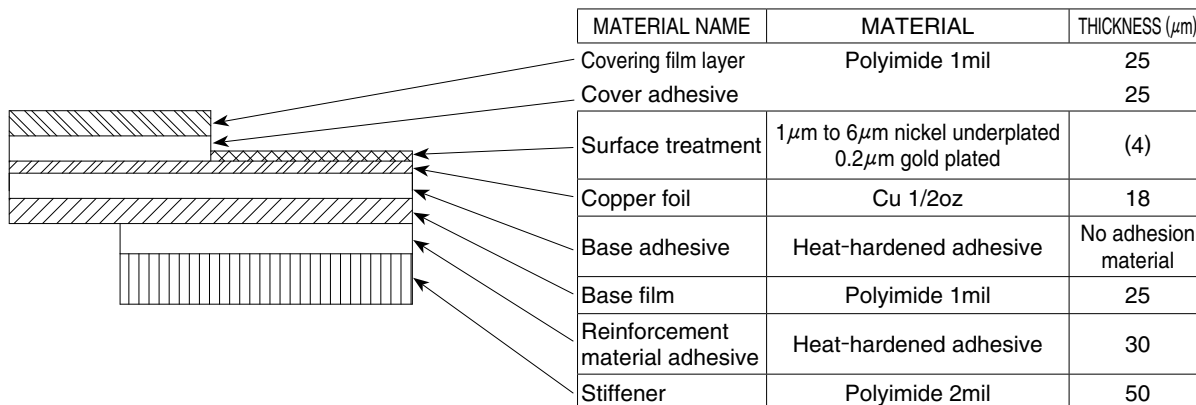 MATERIAL NAME MATERIAL THICKNESS (μm)
Covering film layer Polyimide 1mil 25
Cover adhesive 25
Surface treatment 1μm to 6μm nickel underplated
0.2μm gold plated (4)
Copper foil Cu 1/2oz 18
Base adhesive Heat-hardened adhesive No adhesion
material
Base film Polyimide 1mil 25
Reinforcement
material adhesive Heat-hardened adhesive 30
Stiffener Polyimide 2mil 50